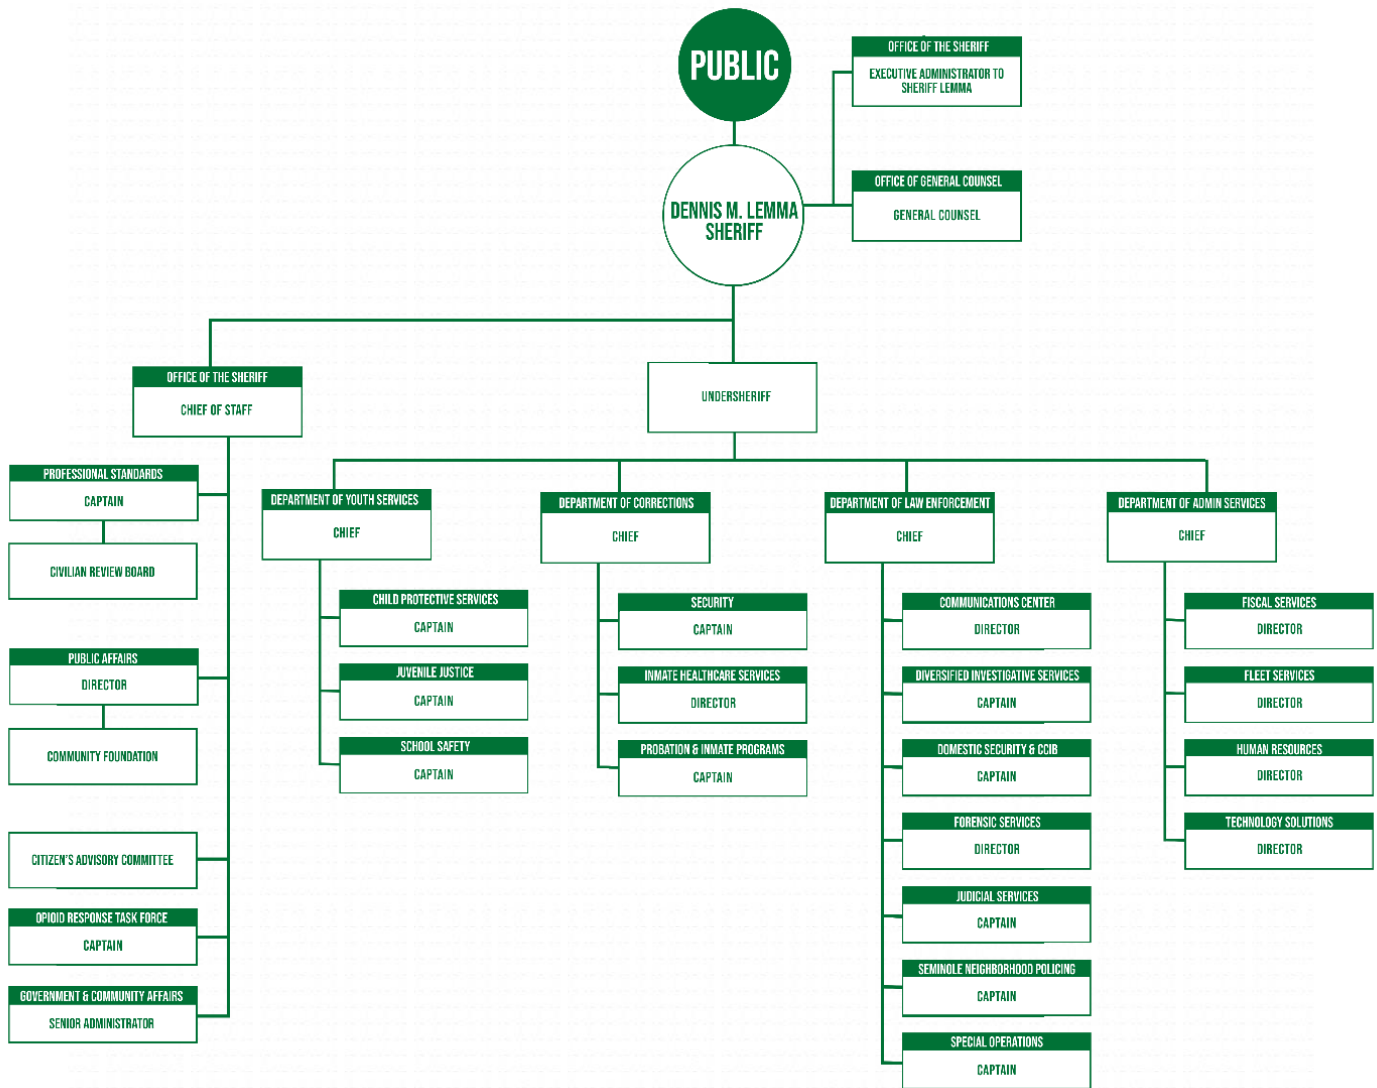 PUBLIC
OFFICE OF THE SHERIFF
EXECUTIVE ADMINISTRATOR TO
SHERIFF LEMMA
DENNIS M. LEMMA
SHERIFF
OFFICE OF GENERAL COUNSEL
GENERAL COUNSEL
OFFICE OF THE SHERIFF
CHIEF OF STAFF
UNDERSHERIFF
PROFESSIONAL STANDARDS
CAPTAIN
CIVILIAN REVIEW BOARD
PUBLIC AFFAIRS
DIRECTOR
COMMUNITY FOUNDATION
CITIZEN'S ADVISORY COMMITTEE
OPIOID RESPONSE TASK FORCE
CAPTAIN
GOVERNMENT & COMMUNITY AFFAIRS
SENIOR ADMINISTRATOR
DEPARTMENT OF YOUTH SERVICES
CHIEF
CHILD PROTECTIVE SERVICES
CAPTAIN
JUVENILE JUSTICE
CAPTAIN
SCHOOL SAFETY
CAPTAIN
DEPARTMENT OF CORRECTIONS
CHIEF
SECURITY
CAPTAIN
INMATE HEALTHCARE SERVICES
DIRECTOR
PROBATION & INMATE PROGRAMS
CAPTAIN
DEPARTMENT OF LAW ENFORCEMENT
CHIEF
COMMUNICATIONS CENTER
DIRECTOR
DIVERSIFIED INVESTIGATIVE SERVICES
CAPTAIN
DOMESTIC SECURITY & CCIB
CAPTAIN
FORENSIC SERVICES
DIRECTOR
JUDICIAL SERVICES
CAPTAIN
SEMINOLE NEIGHBORHOOD POLICING
CAPTAIN
SPECIAL OPERATIONS
CAPTAIN
DEPARTMENT OF ADMIN SERVICES
CHIEF
FISCAL SERVICES
DIRECTOR
FLEET SERVICES
DIRECTOR
HUMAN RESOURCES
DIRECTOR
TECHNOLOGY SOLUTIONS
DIRECTOR